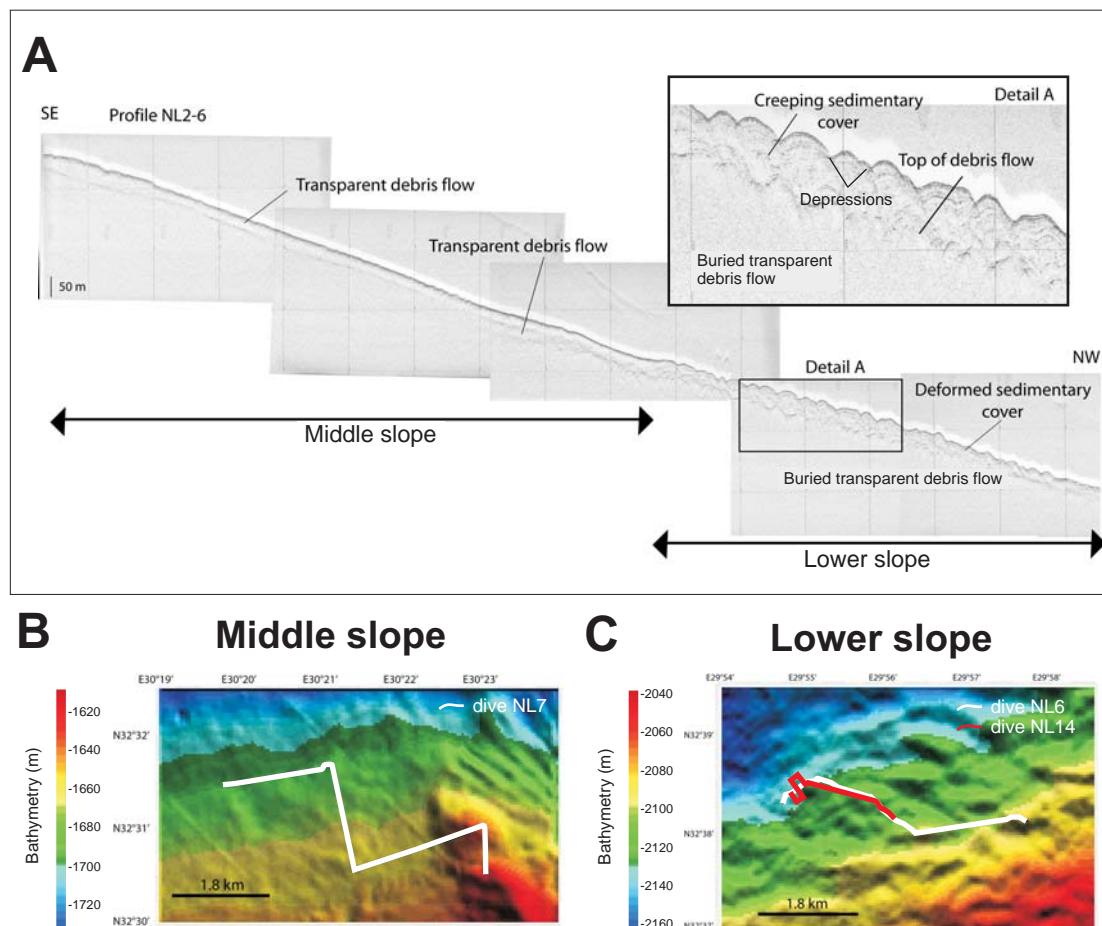 A
SE
Profile NL2-6
Transparent debris flow
Transparent debris flow
50 m
Detail A
Creeping sedimentary
cover
Top of debris flow
Depressions
Buried transparent
debris flow
NW
Detail A
Deformed sedimentary
cover
Buried transparent debris flow
Middle slope
Lower slope
B
Middle slope
E30°19' E30°20' E30°21' E30°22' E30°23'
dive NL7
N32°32'
N32°31'
N32°30'
Bathymetry (m)
-1620
-1640
-1660
-1680
-1700
-1720
1.8 km
C
Lower slope
E29°54' E29°55' E29°56' E29°57' E29°58'
dive NL6
dive NL14
N32°39'
N32°38'
N32°37'
Bathymetry (m)
-2040
-2060
-2080
-2100
-2120
-2140
-2160
1.8 km